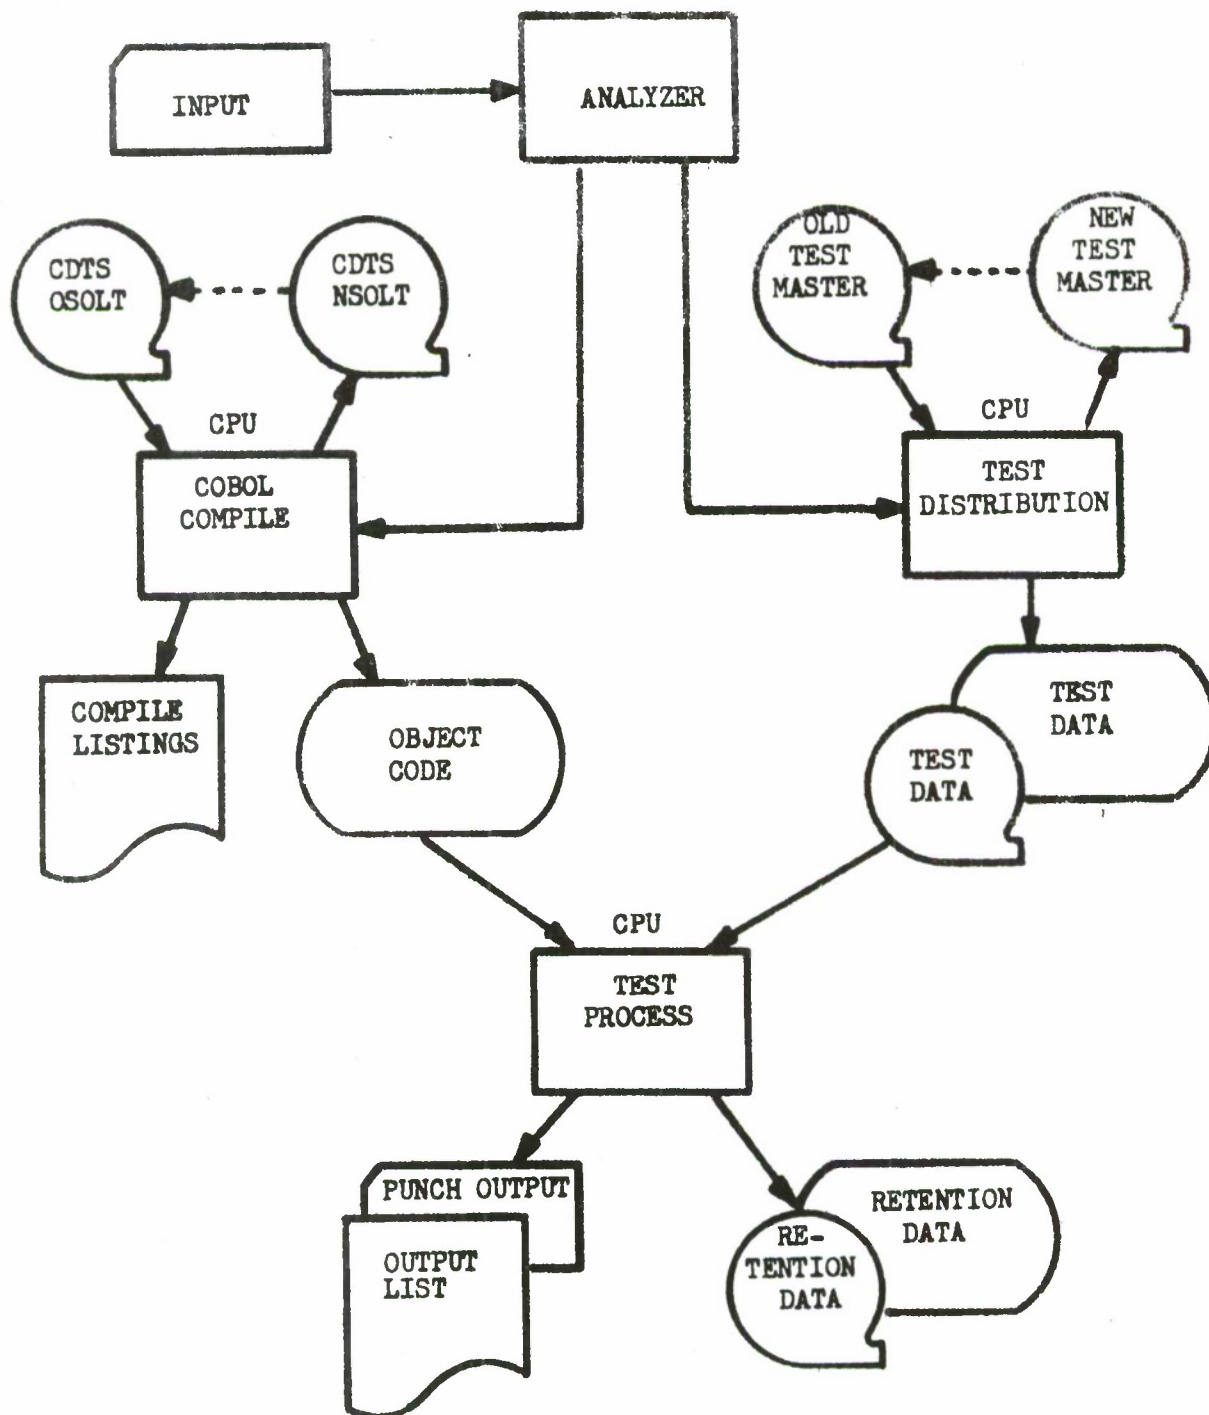 INPUT
ANALYZER
CDTS
OSOLT
CDTS
NSOLT
OLD
TEST
MASTER
NEW
TEST
MASTER
CPU
COBOL
COMPILE
CPU
TEST
DISTRIBUTION
COMPILE
LISTINGS
OBJECT
CODE
TEST
DATA
TEST
DATA
CPU
TEST
PROCESS
PUNCH OUTPUT
OUTPUT
LIST
RETENTION
DATA
RE-
TENTION
DATA